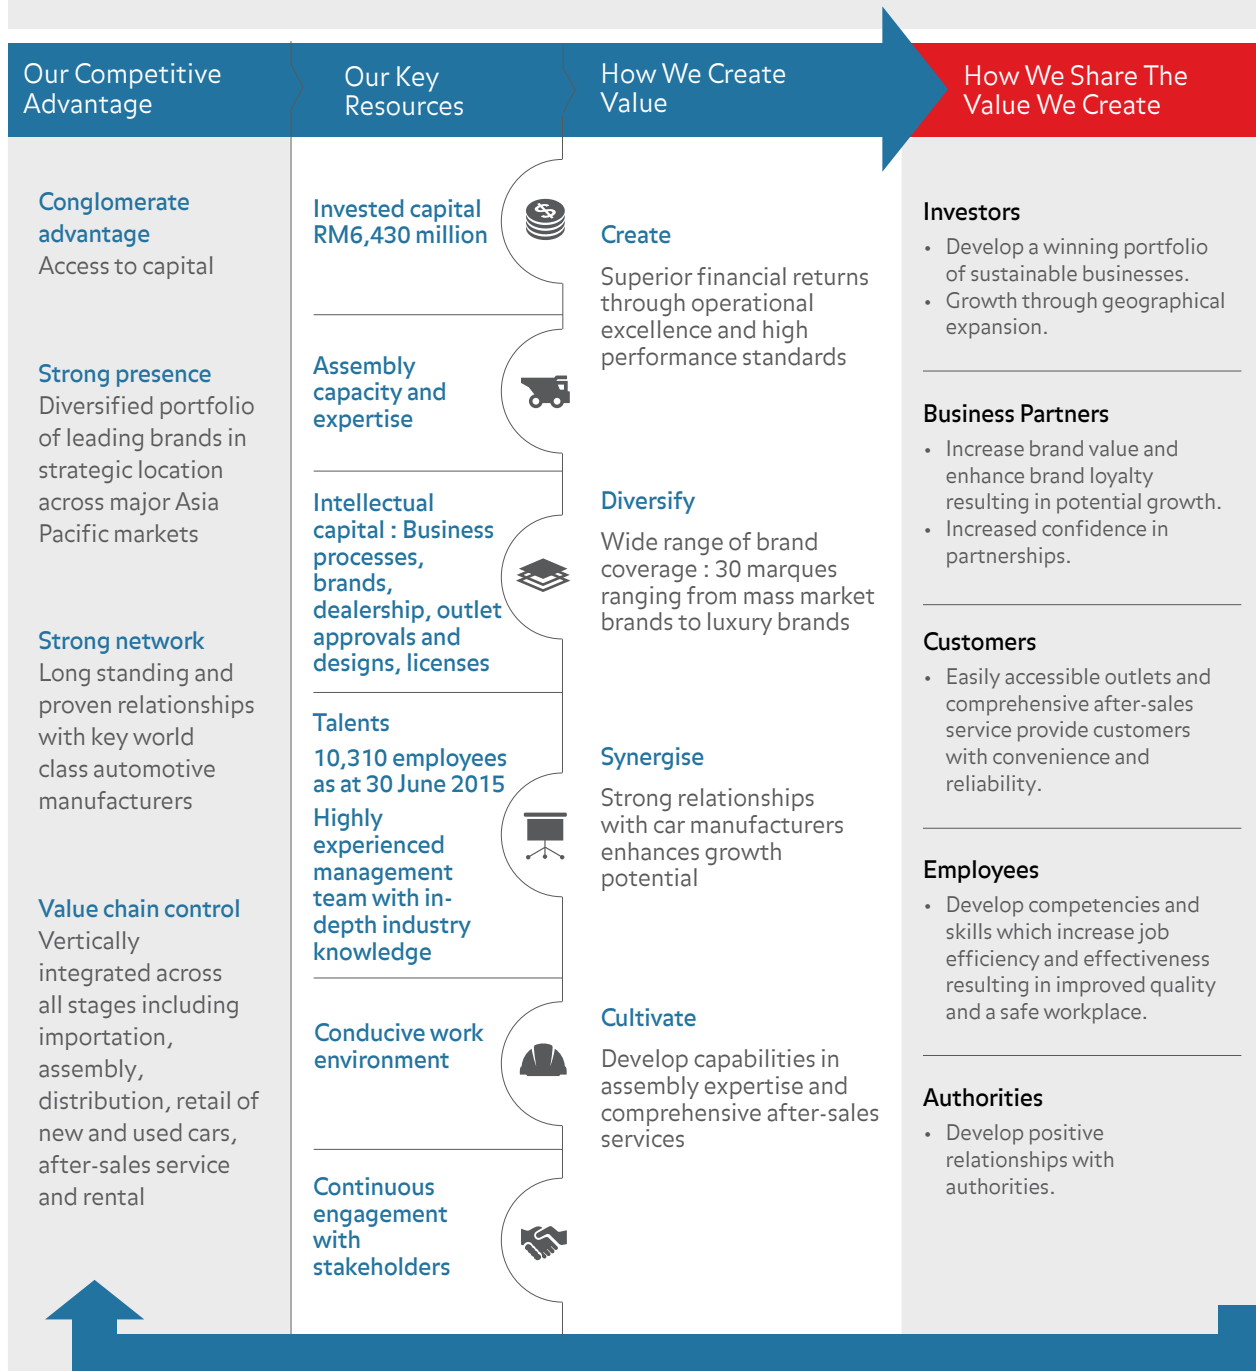 Our Competitive
Advantage
Our Key
Resources
How We Create
Value
How We Share The
Value We Create
Conglomerate
advantage
Access to capital
Strong presence
Diversified portfolio
of leading brands in
strategic location
across major Asia
Pacific markets
Strong network
Long standing and
proven relationships
with key world
class automotive
manufacturers
Value chain control
Vertically
integrated across
all stages including
importation,
assembly,
distribution, retail of
new and used cars,
after-sales service
and rental
Invested capital
RM6,430 million
Assembly
capacity and
expertise
Intellectual
capital : Business
processes,
brands,
dealership, outlet
approvals and
designs, licenses
Talents
10,310 employees
as at 30 June 2015
Highly
experienced
management
team with in-
depth industry
knowledge
Conducive work
environment
Continuous
engagement
with
stakeholders
Create
Superior financial returns
through operational
excellence and high
performance standards
Diversify
Wide range of brand
coverage : 30 marques
ranging from mass market
brands to luxury brands
Synergise
Strong relationships
with car manufacturers
enhances growth
potential
Cultivate
Develop capabilities in
assembly expertise and
comprehensive after-sales
services
Investors
• Develop a winning portfolio
of sustainable businesses.
• Growth through geographical
expansion.
Business Partners
• Increase brand value and
enhance brand loyalty
resulting in potential growth.
• Increased confidence in
partnerships.
Customers
• Easily accessible outlets and
comprehensive after-sales
service provide customers
with convenience and
reliability.
Employees
• Develop competencies and
skills which increase job
efficiency and effectiveness
resulting in improved quality
and a safe workplace.
Authorities
• Develop positive
relationships with
authorities.